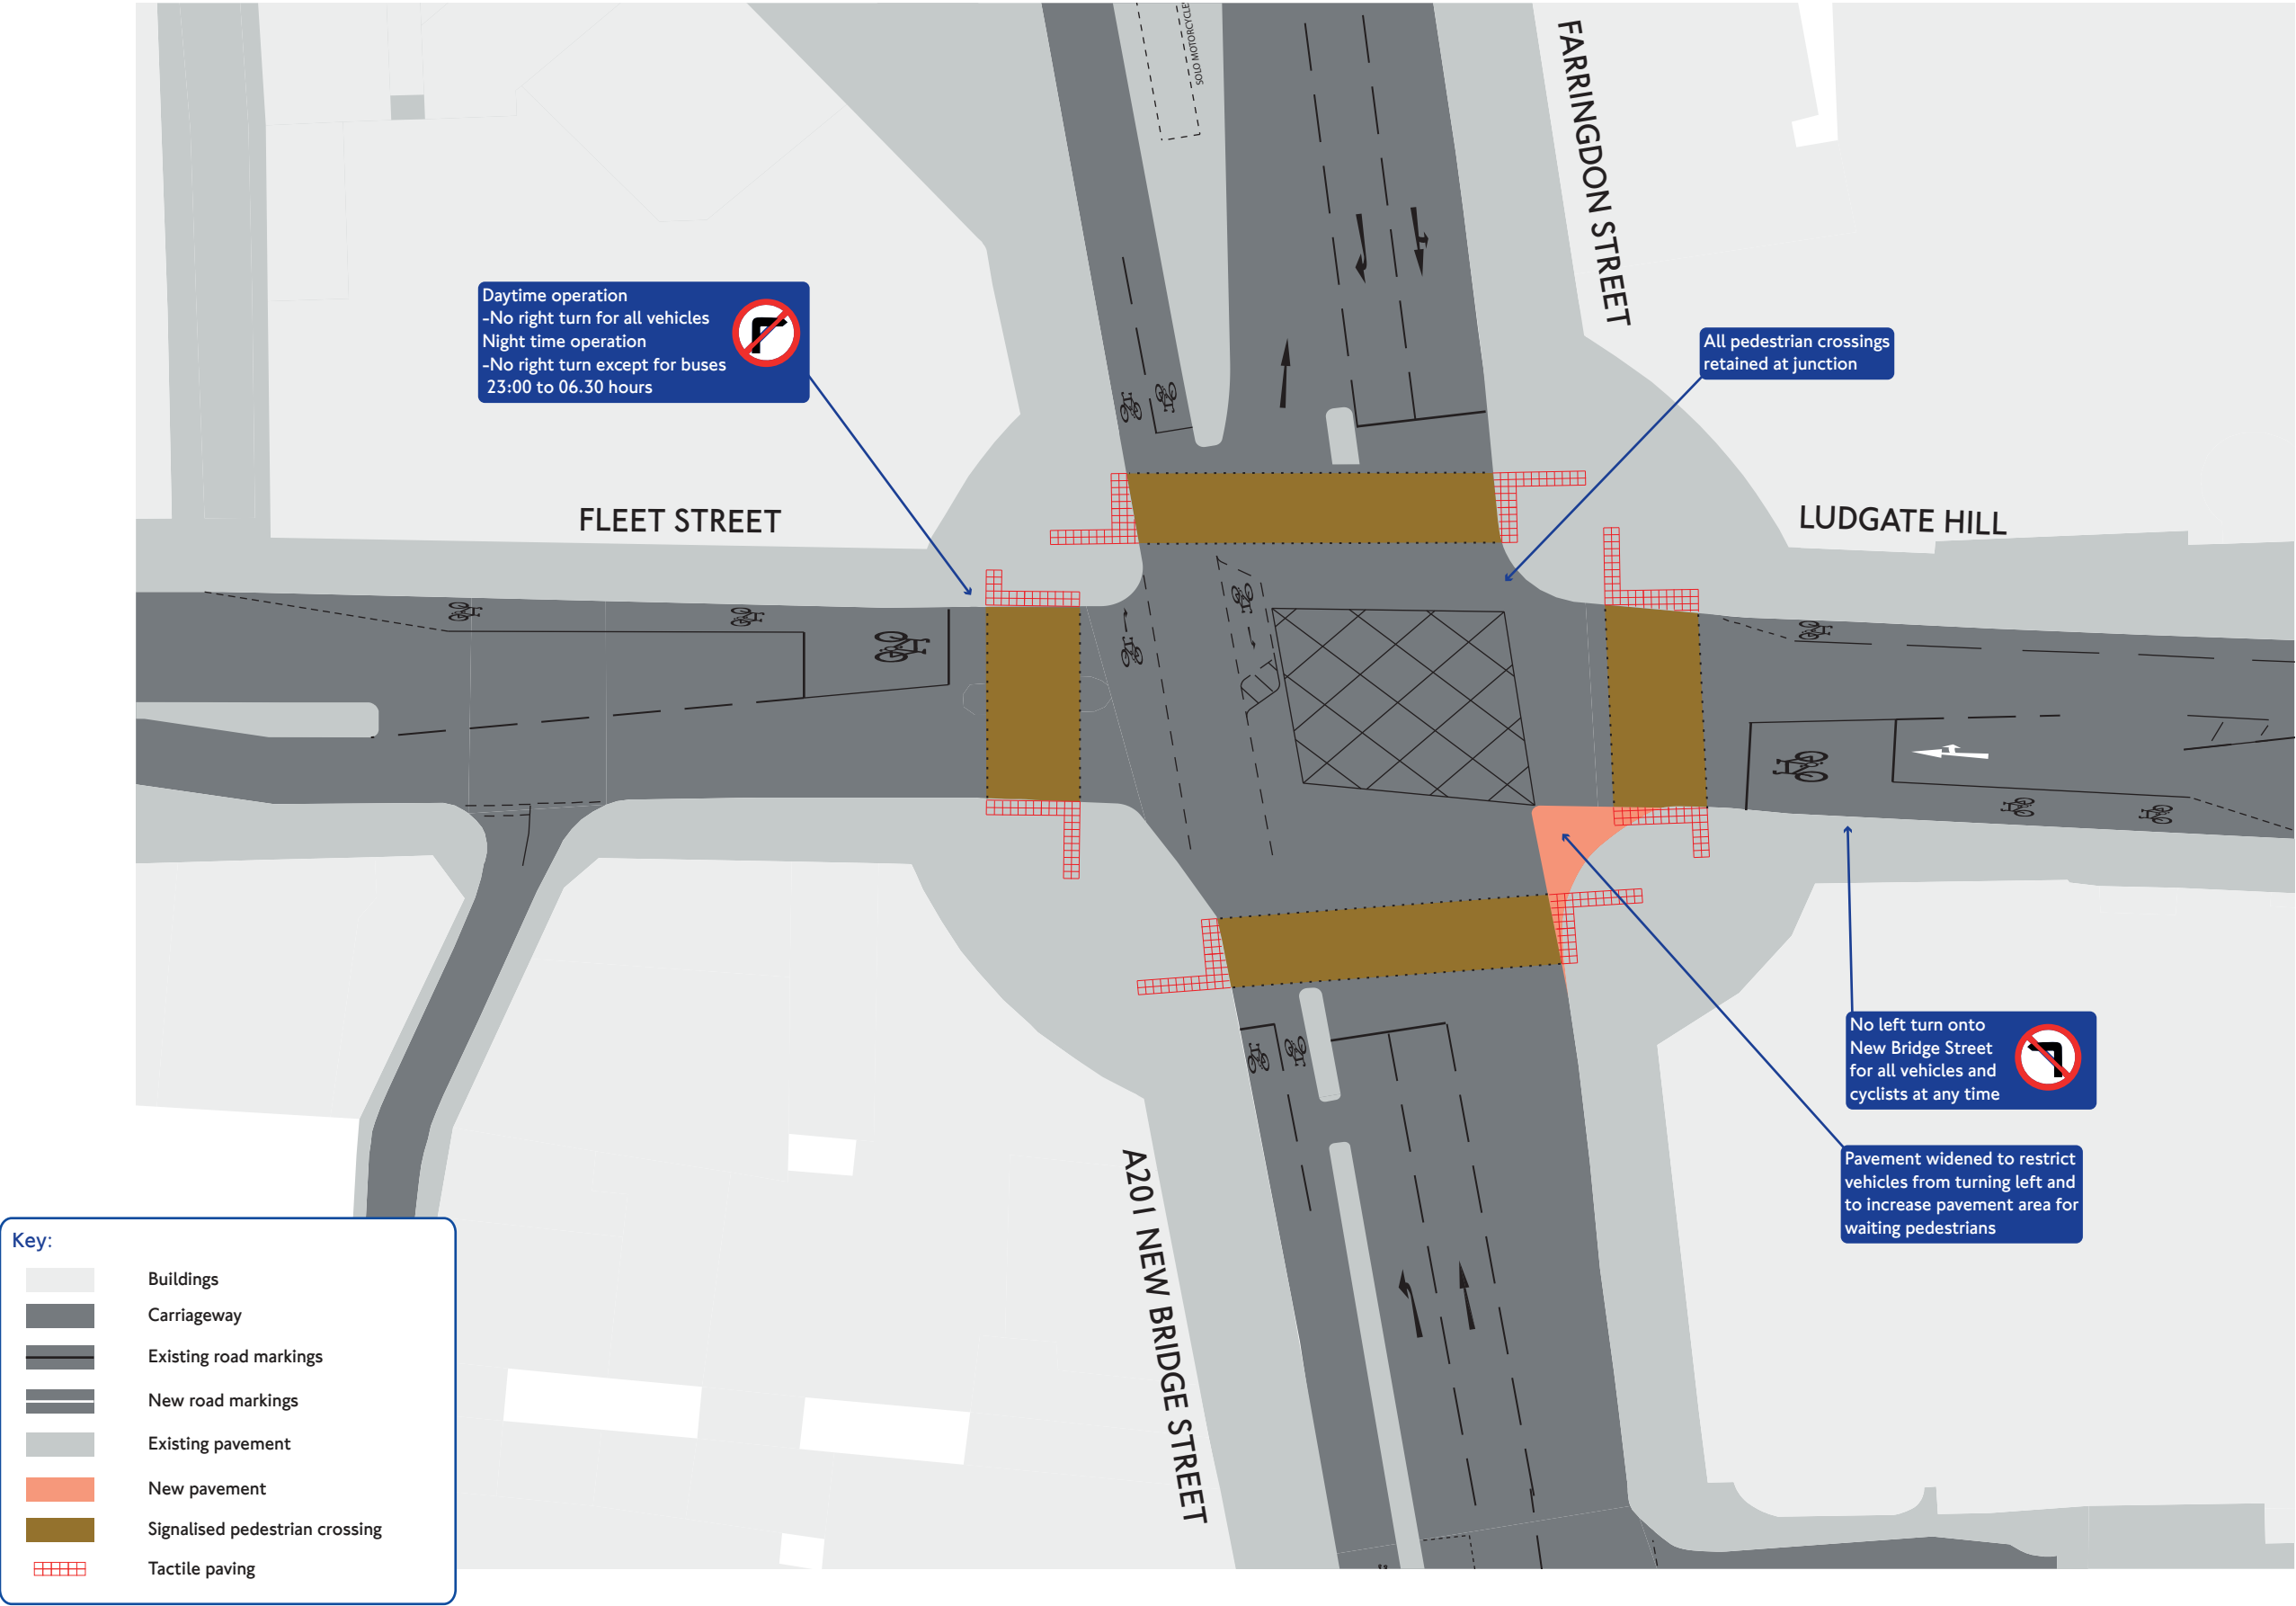 SOLO MOTORCYCLE
FARRINGDON STREET
Daytime operation
-No right turn for all vehicles
Night time operation
-No right turn except for buses
23:00 to 06.30 hours
All pedestrian crossings
retained at junction
FLEET STREET
LUDGATE HILL
No left turn onto
New Bridge Street
for all vehicles and
cyclists at any time
Pavement widened to restrict
vehicles from turning left and
to increase pavement area for
waiting pedestrians
A201 NEW BRIDGE STREET
Key:
Buildings
Carriageway
Existing road markings
New road markings
Existing pavement
New pavement
Signalised pedestrian crossing
Tactile paving